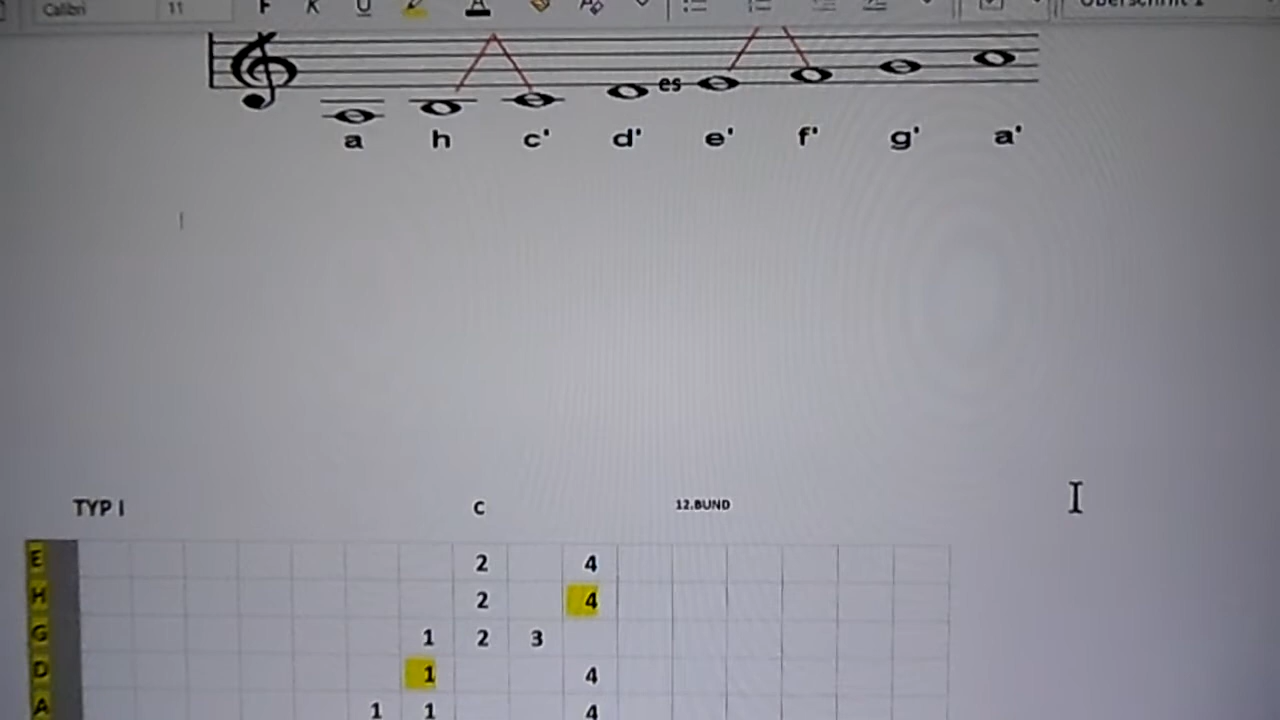 Calibri 11 F K U A
es
a h c' d' e' f' g' a'
TYP I C 12.BUND
E 2 4
H 2 4
G 1 2 3
D 1 4
A 1 1 4